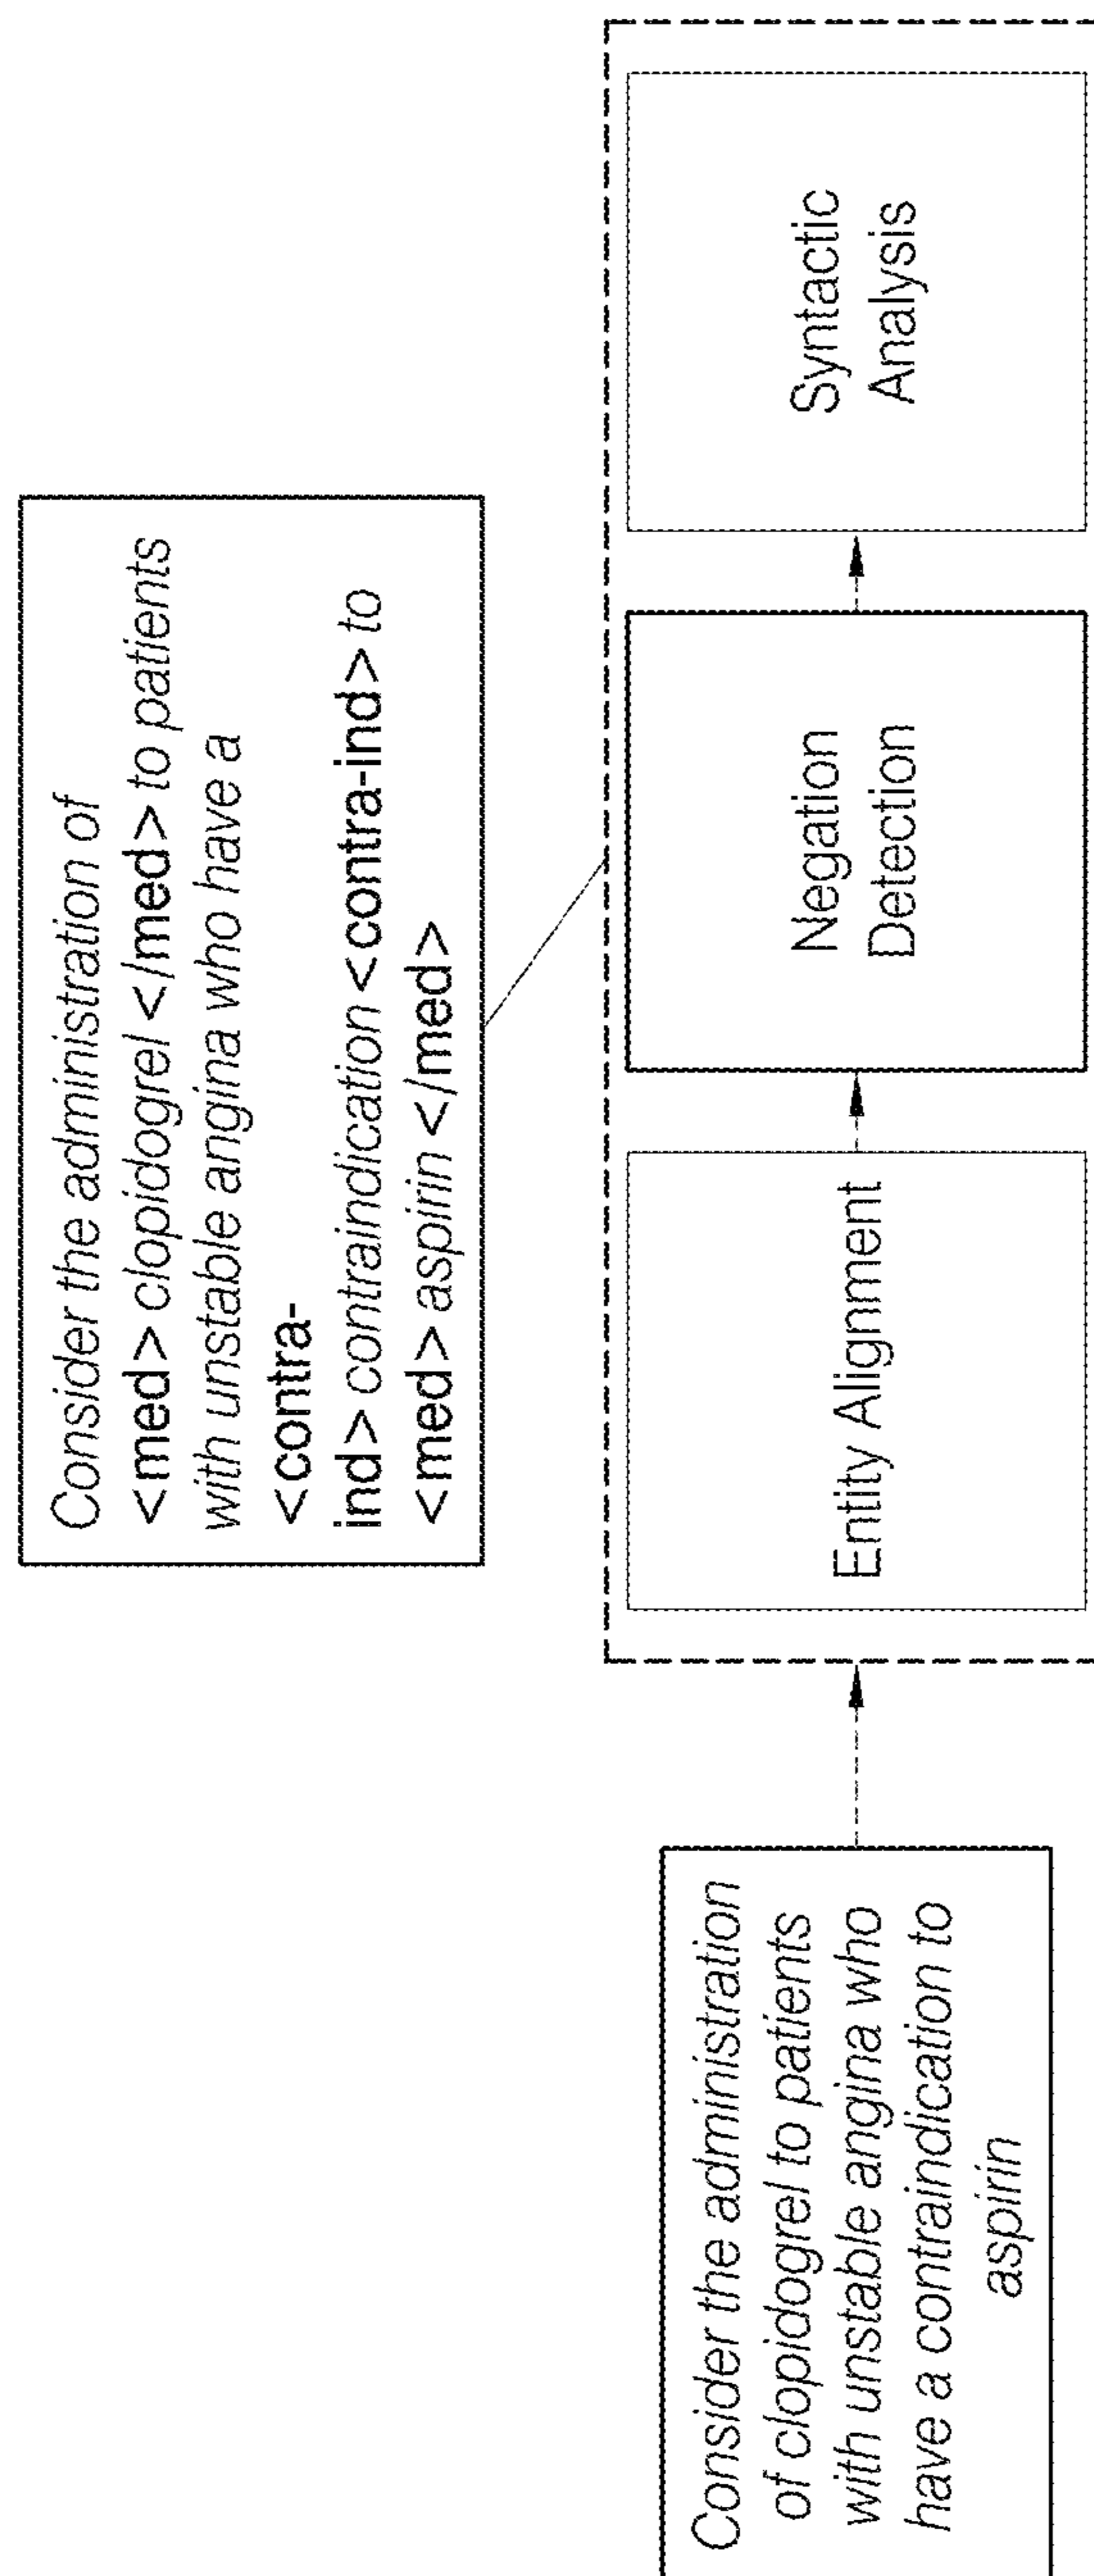 Consider the administration of
<med> clopidogrel </med> to patients
with unstable angina who have a
<contra-
ind> contraindication <contra-ind> to
<med> aspirin </med>
Consider the administration
of clopidogrel to patients
with unstable angina who
have a contraindication to
aspirin
Entity Alignment
Negation
Detection
Syntactic
Analysis